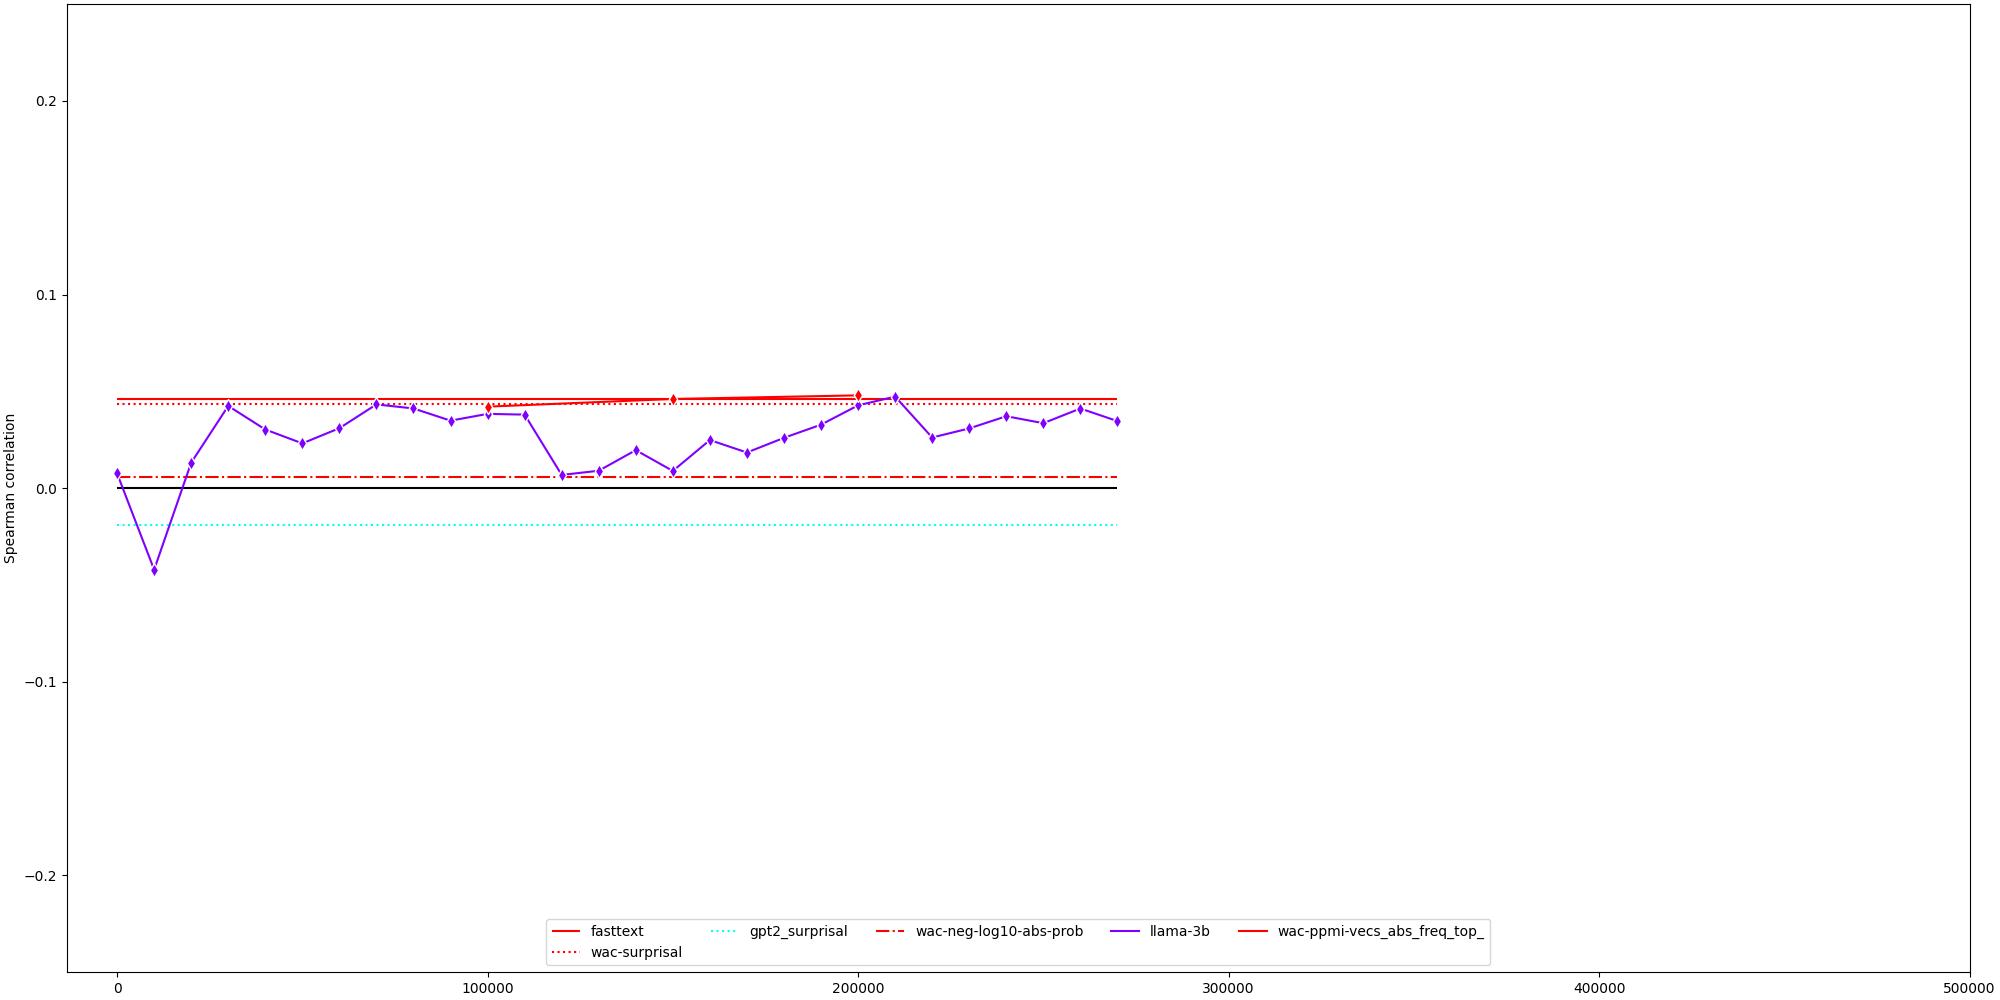 Spearman correlation
0.2
0.1
0.0
−0.1
−0.2
0
100000
200000
300000
400000
500000
fasttext
wac-surprisal
gpt2_surprisal
wac-neg-log10-abs-prob
llama-3b
wac-ppmi-vecs_abs_freq_top_